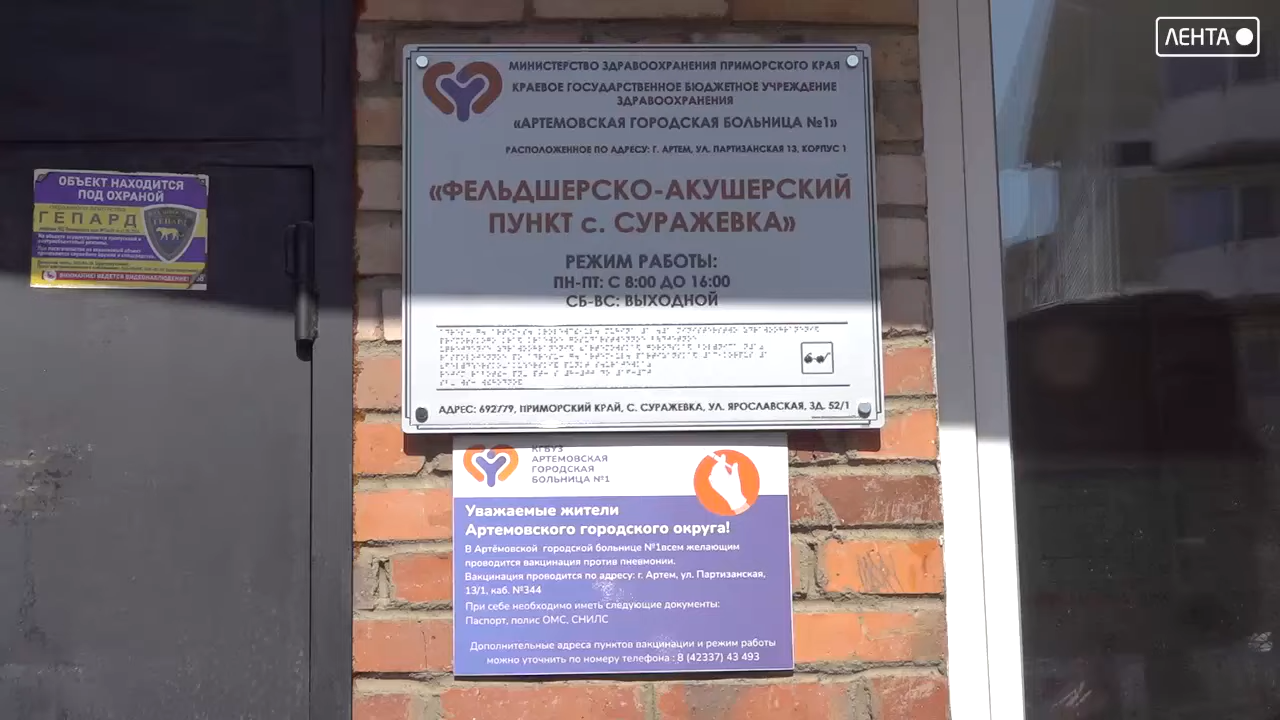 ЛЕНТА
МИНИСТЕРСТВО ЗДРАВООХРАНЕНИЯ ПРИМОРСКОГО КРАЯ
КРАЕВОЕ ГОСУДАРСТВЕННОЕ БЮДЖЕТНОЕ УЧРЕЖДЕНИЕ
ЗДРАВООХРАНЕНИЯ
«АРТЕМОВСКАЯ ГОРОДСКАЯ БОЛЬНИЦА №1»
РАСПОЛОЖЕННОЕ ПО АДРЕСУ: Г. АРТЕМ, УЛ. ПАРТИЗАНСКАЯ 13, КОРПУС 1
«ФЕЛЬДШЕРСКО-АКУШЕРСКИЙ
ПУНКТ с. СУРАЖЕВКА»
РЕЖИМ РАБОТЫ:
ПН-ПТ: С 8:00 ДО 16:00
СБ-ВС: ВЫХОДНОЙ
АДРЕС: 692779, ПРИМОРСКИЙ КРАЙ, С. СУРАЖЕВКА, УЛ. ЯРОСЛАВСКАЯ, ЗД. 52/1
ОБЪЕКТ НАХОДИТСЯ
ПОД ОХРАНОЙ
ГЕПАРД
ГЕПАРД
ВНИМАНИЕ! ВЕДЕТСЯ ВИДЕОНАБЛЮДЕНИЕ!
КГБУЗ
АРТЕМОВСКАЯ
ГОРОДСКАЯ
БОЛЬНИЦА №1
Уважаемые жители
Артемовского городского округа!
В Артёмовской городской больнице №1всем желающим
проводится вакцинация против пневмонии.
Вакцинация проводится по адресу: г. Артем, ул. Партизанская,
13/1, каб. №344
При себе необходимо иметь следующие документы:
Паспорт, полис ОМС, СНИЛС
Дополнительные адреса пунктов вакцинации и режим работы
можно уточнить по номеру телефона : 8 (42337) 43 493